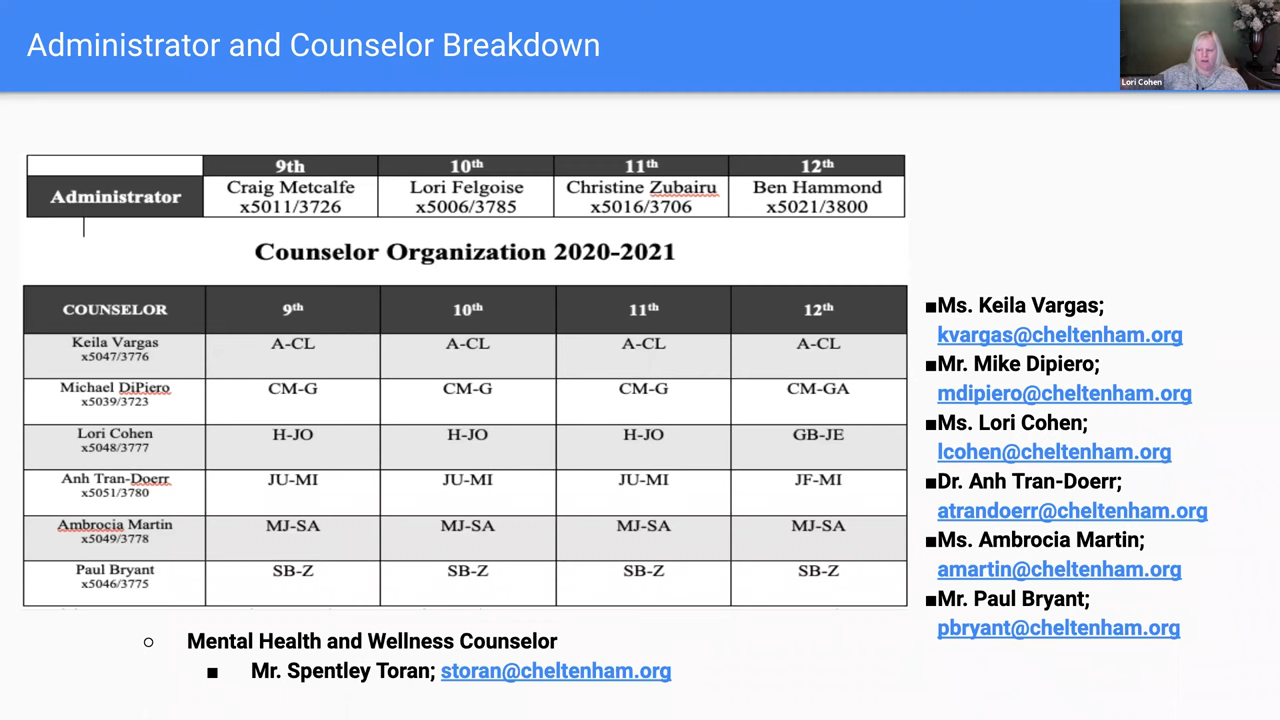 Administrator and Counselor Breakdown
Lori Cohen
9th 10th 11th 12th
Administrator
Craig Metcalfe Lori Felgoise Christine Zubairu Ben Hammond
x5011/3726 x5006/3785 x5016/3706 x5021/3800
Counselor Organization 2020-2021
COUNSELOR 9th 10th 11th 12th
Keila Vargas A-CL A-CL A-CL A-CL
x5047/3776
Michael DiPiero CM-G CM-G CM-G CM-GA
x5039/3723
Lori Cohen H-JO H-JO H-JO GB-JE
x5048/3777
Anh Tran-Doerr JU-MI JU-MI JU-MI JF-MI
x5051/3780
Ambrocia Martin MJ-SA MJ-SA MJ-SA MJ-SA
x5049/3778
Paul Bryant SB-Z SB-Z SB-Z SB-Z
x5046/3775
■Ms. Keila Vargas;
kvargas@cheltenham.org
■Mr. Mike Dipiero;
mdipiero@cheltenham.org
■Ms. Lori Cohen;
lcohen@cheltenham.org
■Dr. Anh Tran-Doerr;
atrandoerr@cheltenham.org
■Ms. Ambrocia Martin;
amartin@cheltenham.org
■Mr. Paul Bryant;
pbryant@cheltenham.org
○ Mental Health and Wellness Counselor
■ Mr. Spentley Toran; storan@cheltenham.org